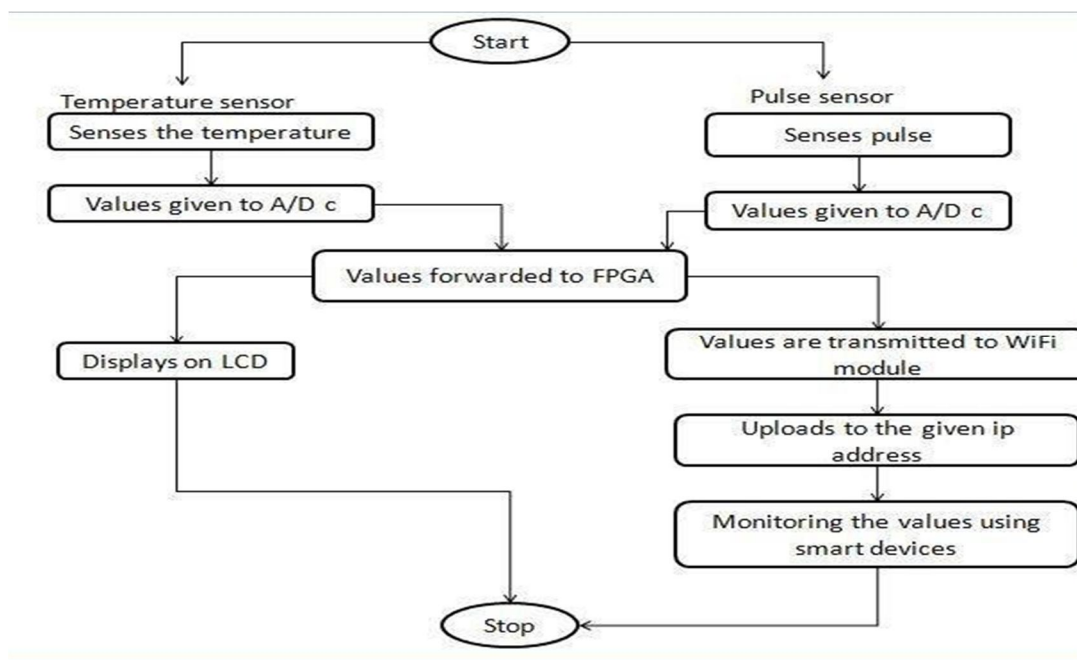 Start
Temperature sensor
Pulse sensor
Senses the temperature
Senses pulse
Values given to A/D c
Values given to A/D c
Values forwarded to FPGA
Displays on LCD
Values are transmitted to WiFi
module
Uploads to the given ip
address
Monitoring the values using
smart devices
Stop